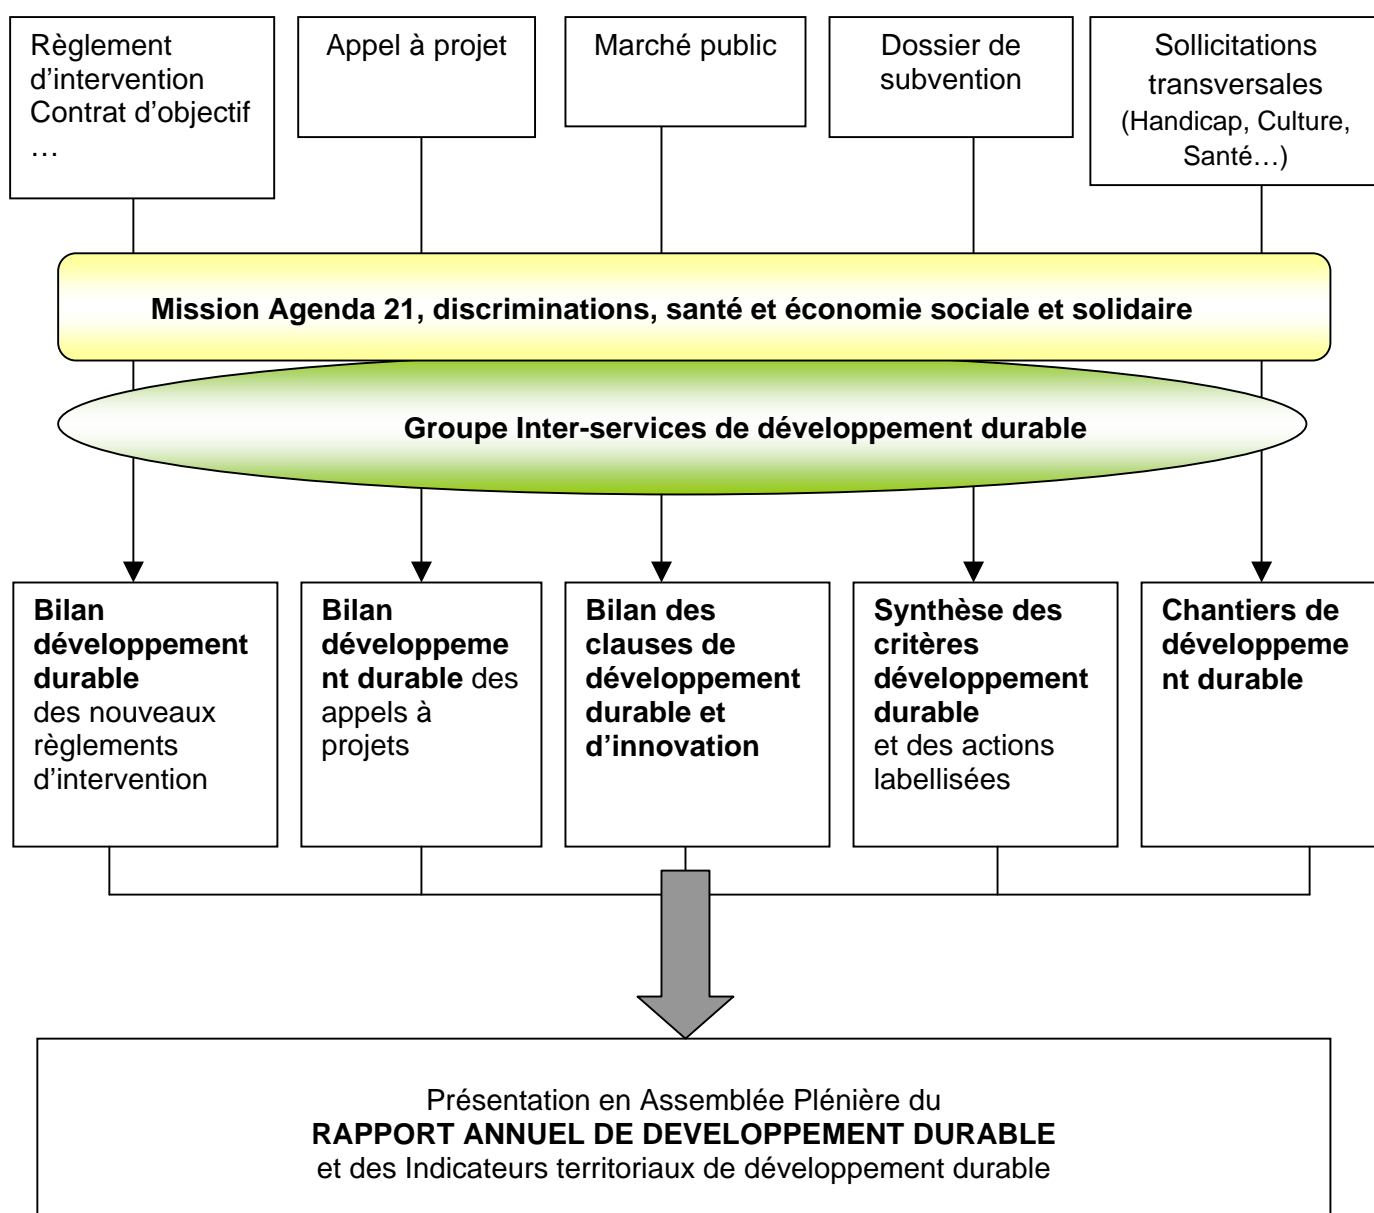 Règlement
d’intervention
Contrat d’objectif
…
Appel à projet
Marché public
Dossier de
subvention
Sollicitations
transversales
(Handicap, Culture,
Santé…)
Mission Agenda 21, discriminations, santé et économie sociale et solidaire
Groupe Inter-services de développement durable
Bilan
développement
durable
des nouveaux
règlements
d’intervention
Bilan
développeme
nt durable des
appels à
projets
Bilan des
clauses de
développement
durable et
d’innovation
Synthèse des
critères
développement
durable
et des actions
labellisées
Chantiers de
développeme
nt durable
Présentation en Assemblée Plénière du
RAPPORT ANNUEL DE DEVELOPPEMENT DURABLE
et des Indicateurs territoriaux de développement durable